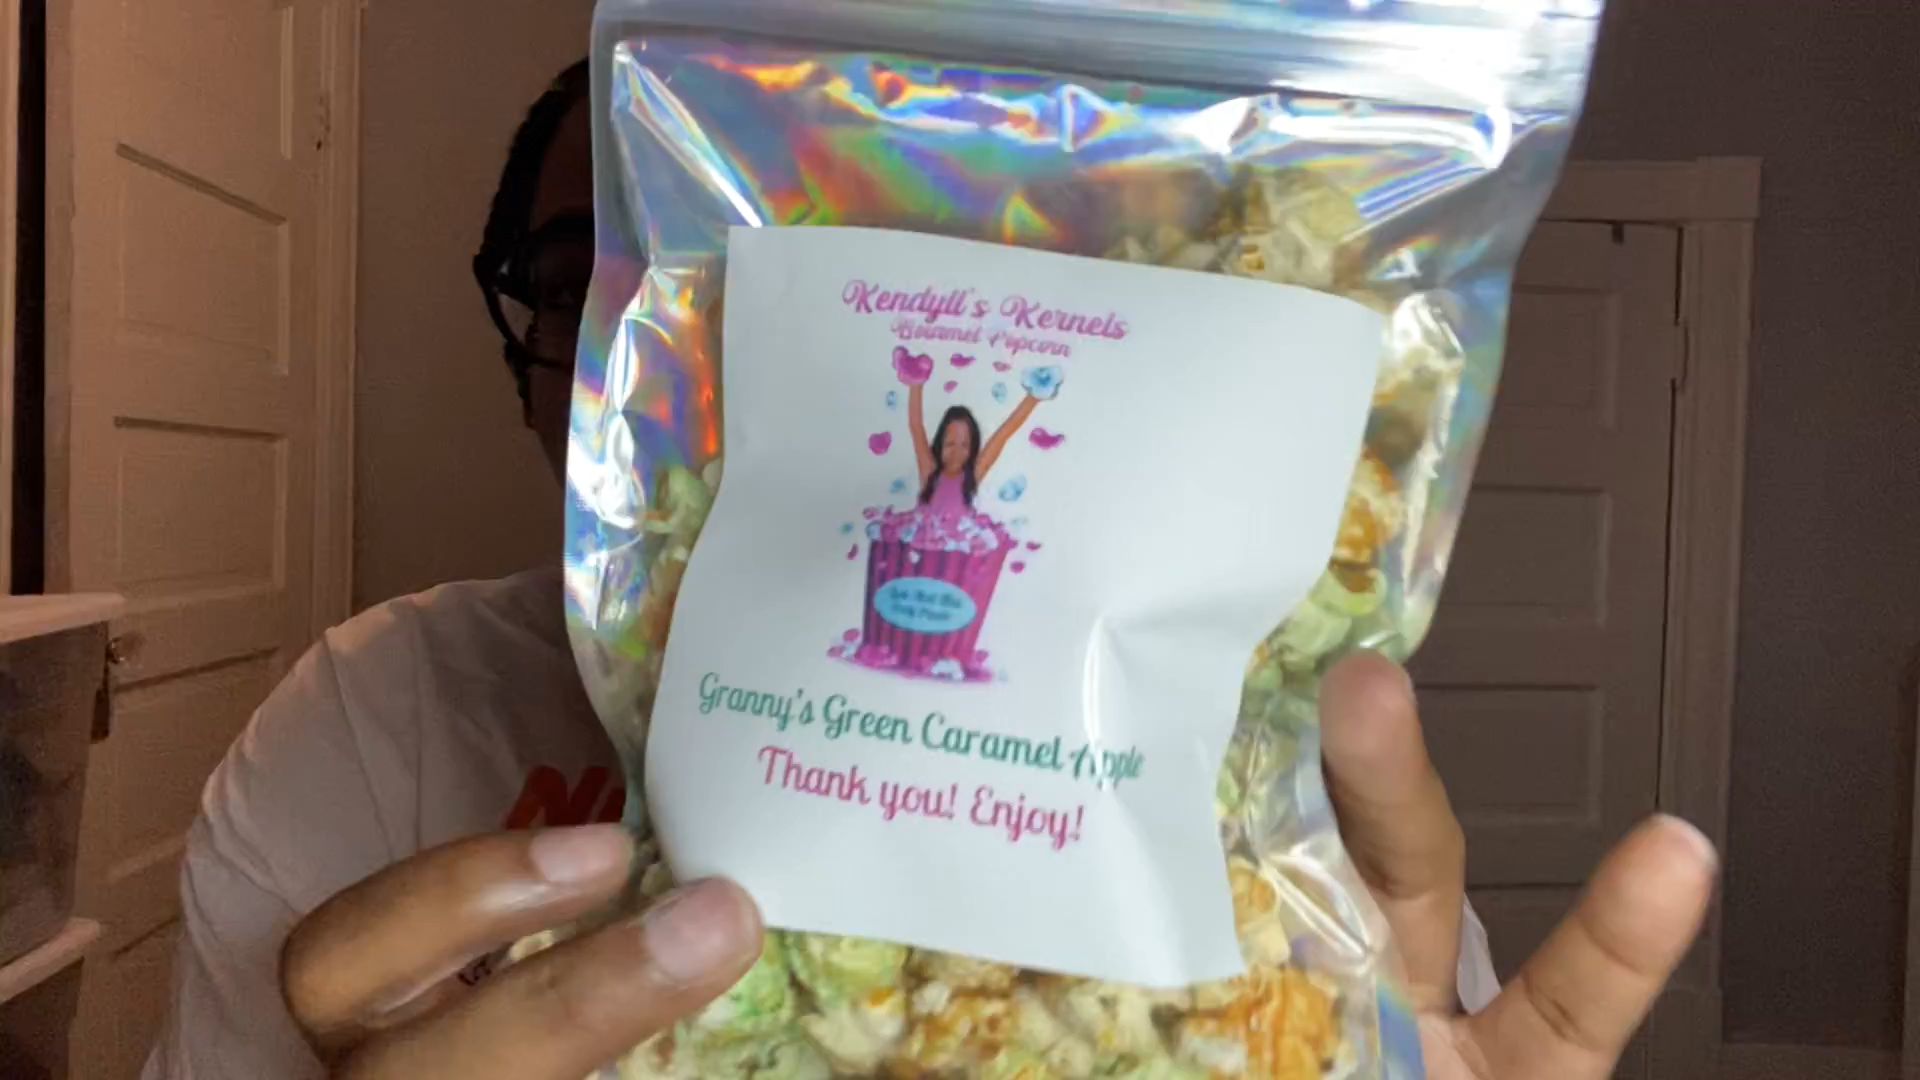 Kendyll's Kernels
Gourmet Popcorn
Granny's Green Caramel Apple
Thank you! Enjoy!